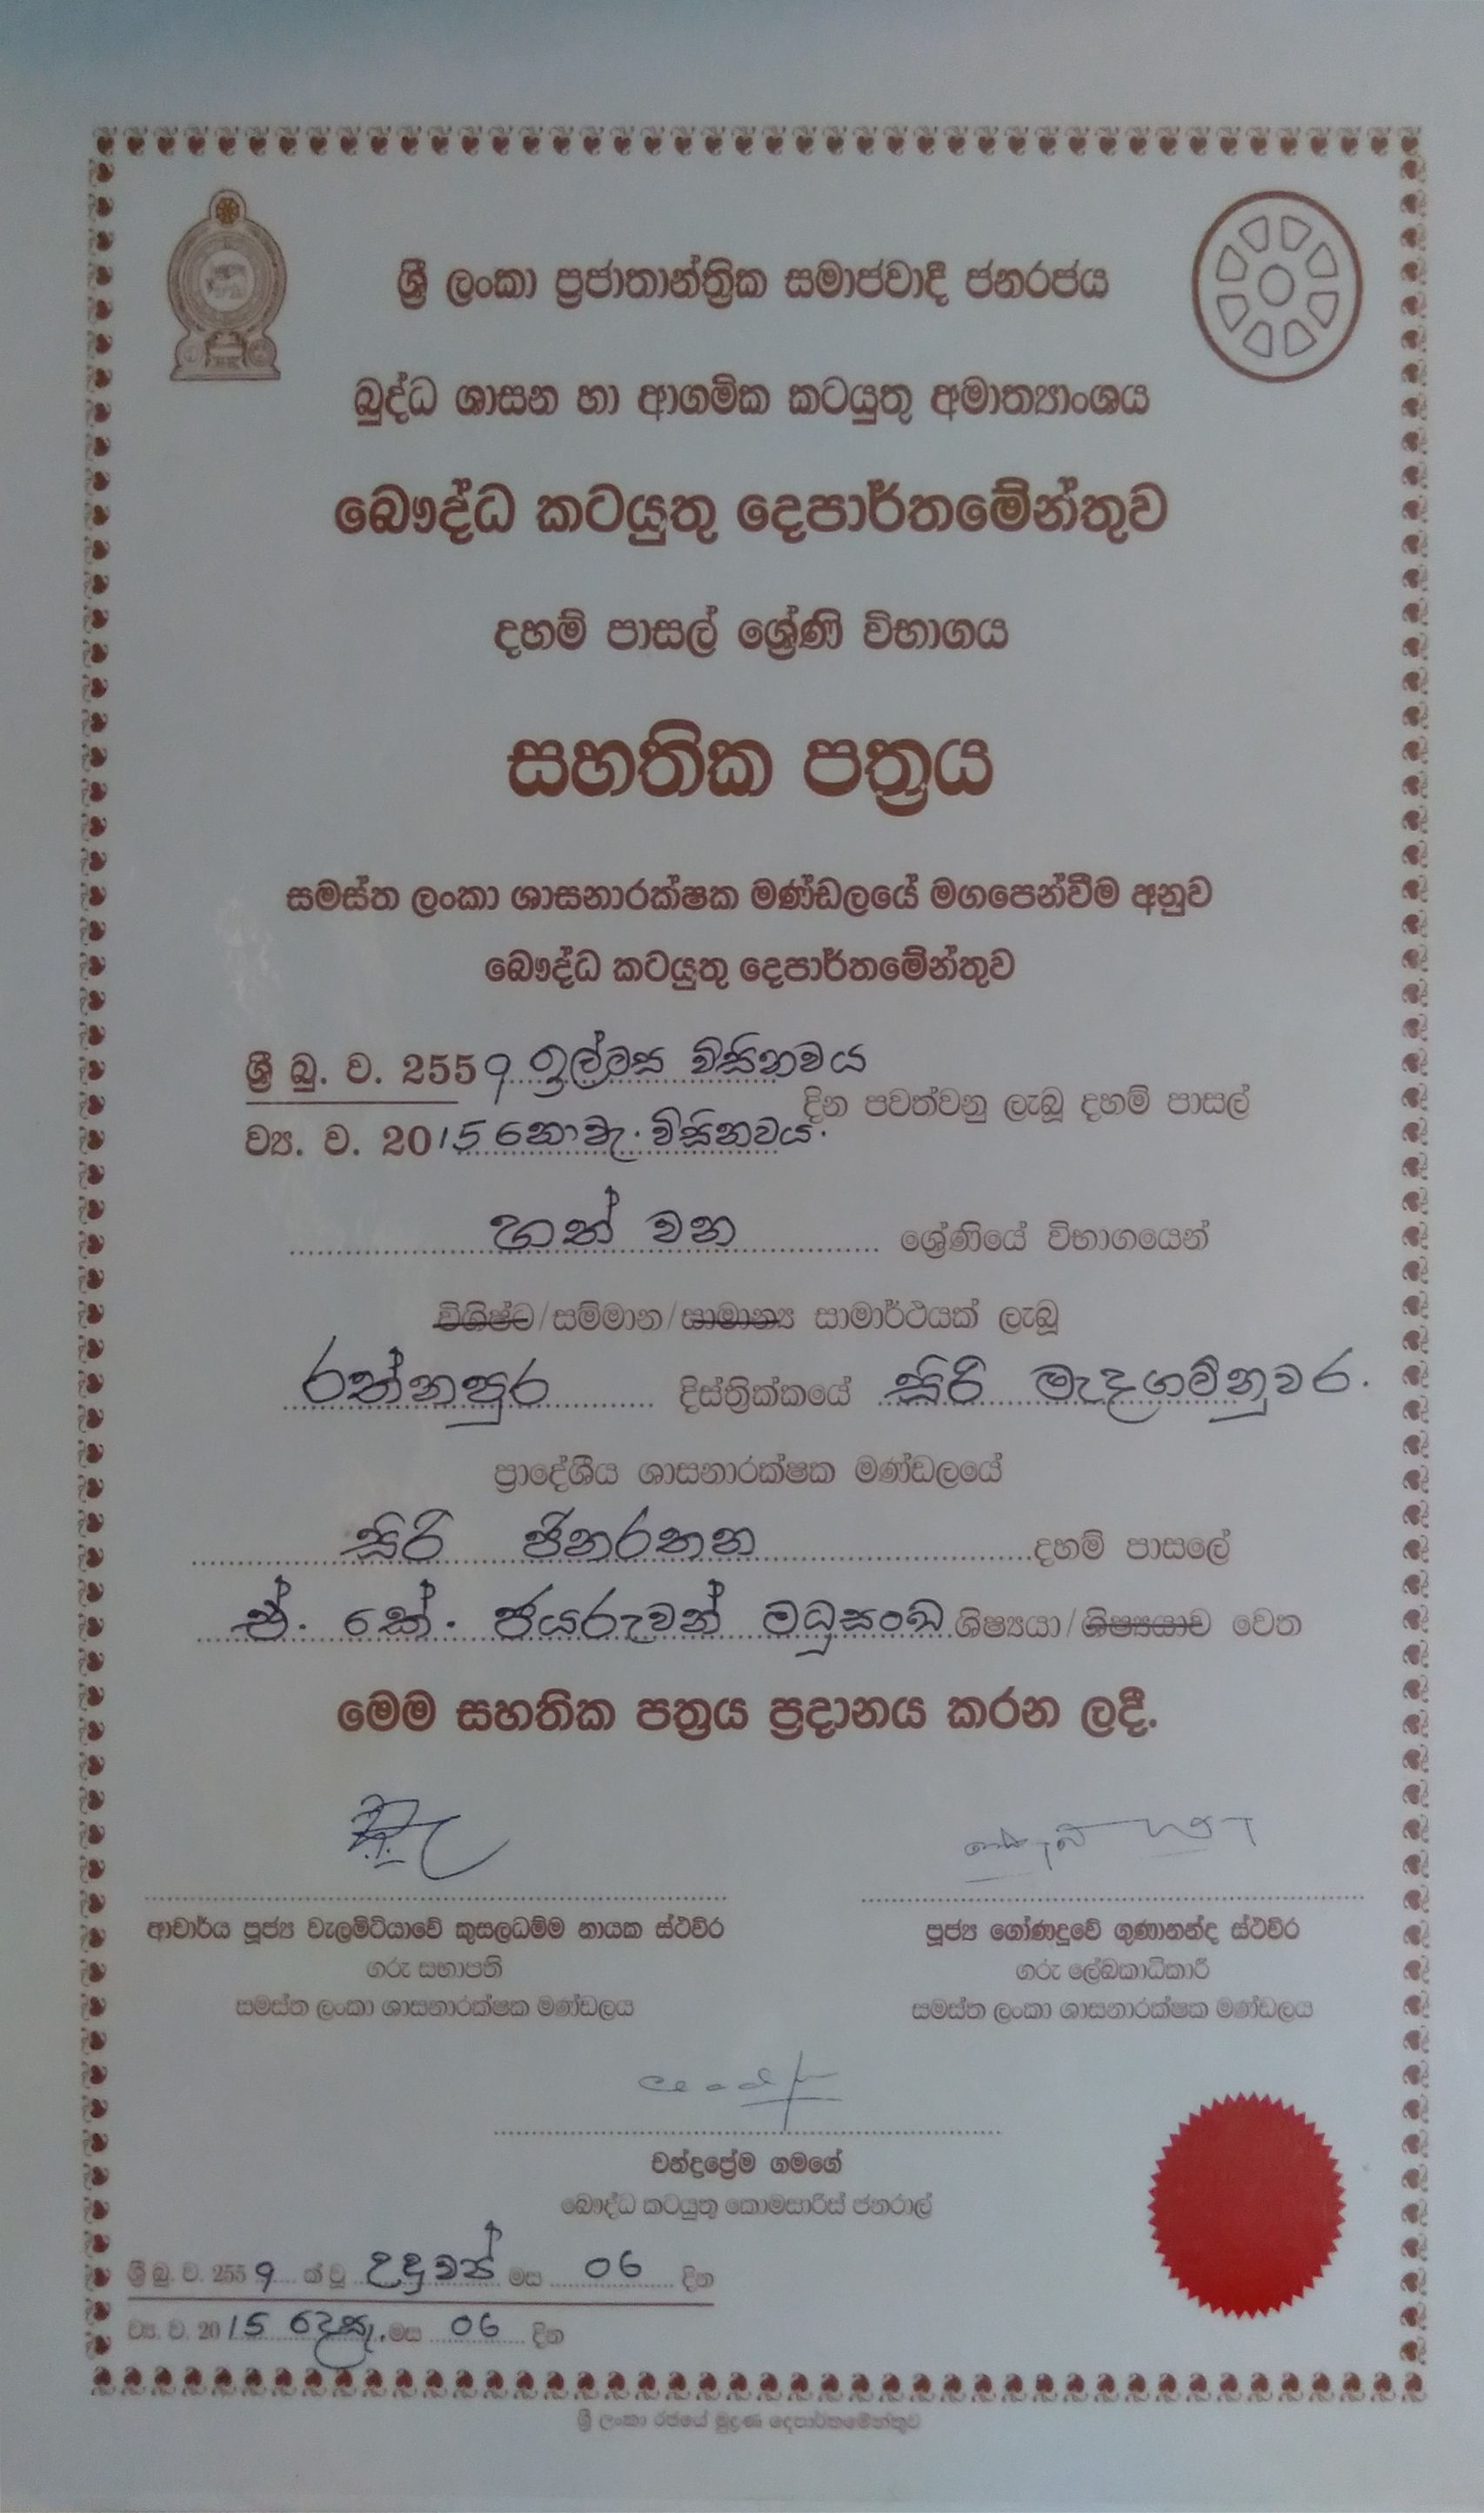 ශ්‍රී ලංකා ප්‍රජාතාන්ත්‍රික සමාජවාදී ජනරජය
බුද්ධ ශාසන හා ආගමික කටයුතු අමාත්‍යාංශය
බෞද්ධ කටයුතු දෙපාර්තමේන්තුව
දහම් පාසල් ශ්‍රේණි විභාගය
සහතික පත්‍රය
සමස්ත ලංකා ශාසනාරක්ෂක මණ්ඩලයේ මගපෙන්වීම අනුව
බෞද්ධ කටයුතු දෙපාර්තමේන්තුව
ශ්‍රී බු. ව. 2559 ඉල්මස විසිනවය
දින පවත්වනු ලැබූ දහම් පාසල්
ව්‍ය. ව. 2015 නොවැ. විසිනවය.
හත් වන ශ්‍රේණියේ විභාගයෙන්
විශිෂ්ට/සම්මාන/සාමාන්‍ය සාමාර්ථයක් ලැබූ
රත්නපුර දිස්ත්‍රික්කයේ සිරි මැදගම්නුවර.
ප්‍රාදේශීය ශාසනාරක්ෂක මණ්ඩලයේ
සිරි ජිනරතන දහම් පාසලේ
ඒ. කේ. ජයරුවන් මධුසංඛ ශිෂ්‍යයා/ශිෂ්‍යයාව වෙත
මෙම සහතික පත්‍රය ප්‍රදානය කරන ලදී.
ආචාර්ය පූජ්‍ය වැලමිටියාවේ කුසලධම්ම නායක ස්ථවිර
ගරු සභාපති
සමස්ත ලංකා ශාසනාරක්ෂක මණ්ඩලය
පූජ්‍ය ගෝණදූවේ ගුණානන්ද ස්ථවිර
ගරු ලේඛකාධිකාරී
සමස්ත ලංකා ශාසනාරක්ෂක මණ්ඩලය
චන්ද්‍රප්‍රේම ගමගේ
බෞද්ධ කටයුතු කොමසාරිස් ජනරාල්
ශ්‍රී බු. ව. 2559 ක් වූ උඳුවප් මස 06 දින
ව්‍ය. ව. 2015 දෙසැ. මස 06 දින
ශ්‍රී ලංකා රජයේ මුද්‍රණ දෙපාර්තමේන්තුව